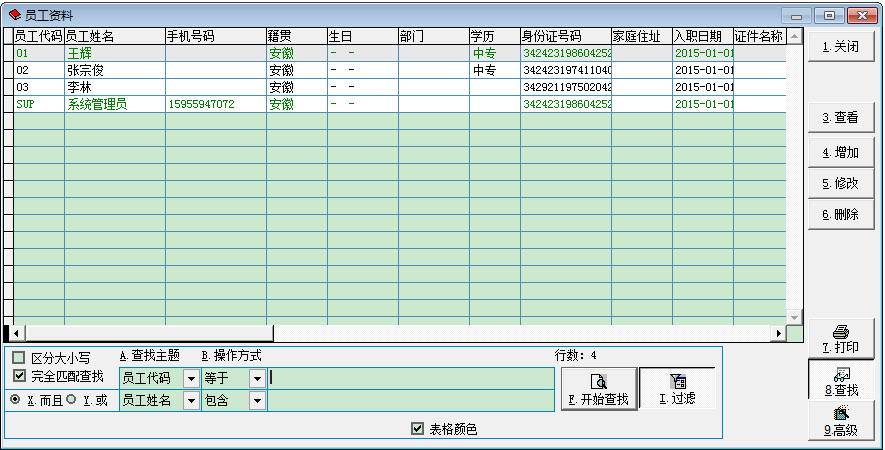 员工资料
员工代码 员工姓名 手机号码 籍贯 生日 部门 学历 身份证号码 家庭住址 入职日期 证件名称
01 王辉 安徽 - - 中专 342423198604252 2015-01-01
02 张宗俊 安徽 - - 中专 34242319741104​0 2015-01-01
03 李林 安徽 - - 34292119750204​2 2015-01-01
SUP 系统管理员 15955947072 安徽 - - 342423198604252 2015-01-01
1.关闭
3.查看
4.增加
5.修改
6.删除
7.打印
8.查找
9.高级
区分大小写 A.查找主题 B.操作方式 行数: 4
完全匹配查找 员工代码 等于
X.而且 Y.或 员工姓名 包含
F.开始查找 I.过滤
表格颜色